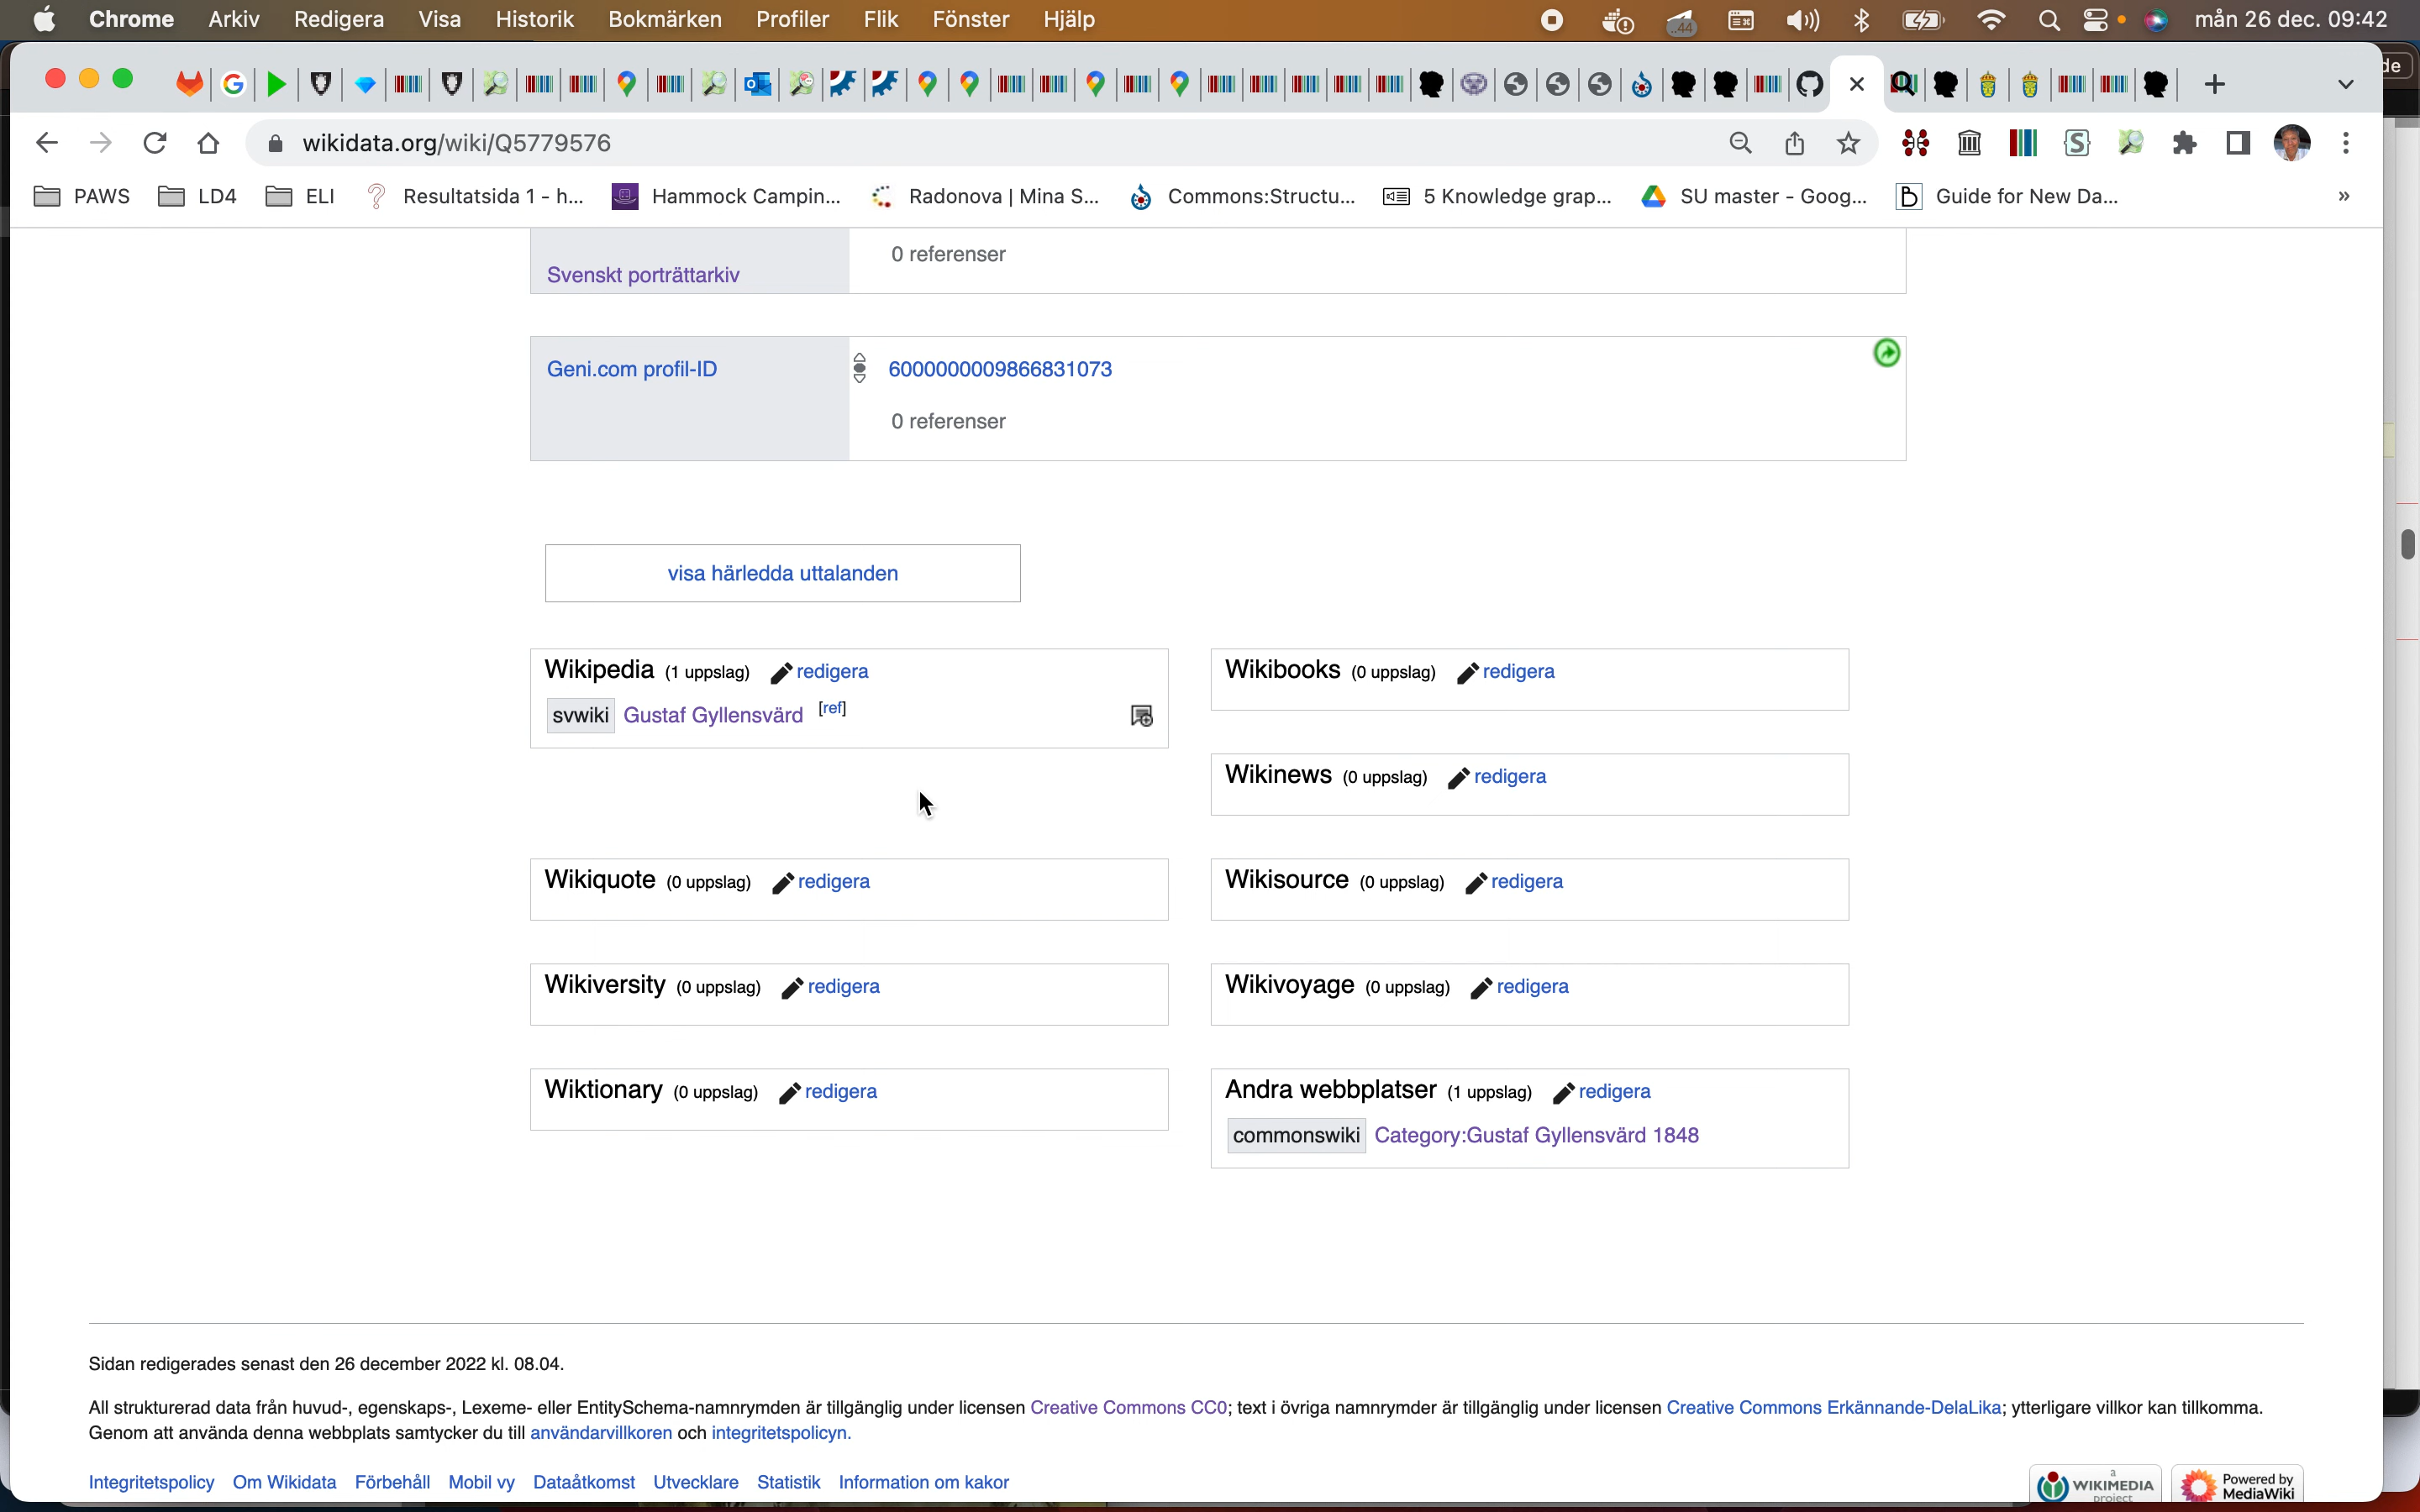 Chrome Arkiv Redigera Visa Historik Bokmärken Profiler Flik Fönster Hjälp mån 26 dec. 09:42
wikidata.org/wiki/Q5779576
PAWS LD4 ELI Resultatsida 1 - h... Hammock Campin... Radonova | Mina S... Commons:Structu... 5 Knowledge grap... SU master - Goog... Guide for New Da... »
0 referenser
Svenskt porträttarkiv
Geni.com profil-ID 6000000009866831073
0 referenser
visa härledda uttalanden
Wikipedia (1 uppslag) redigera
svwiki Gustaf Gyllensvärd [ref]
Wikibooks (0 uppslag) redigera
Wikinews (0 uppslag) redigera
Wikiquote (0 uppslag) redigera
Wikisource (0 uppslag) redigera
Wikiversity (0 uppslag) redigera
Wikivoyage (0 uppslag) redigera
Wiktionary (0 uppslag) redigera
Andra webbplatser (1 uppslag) redigera
commonswiki Category:Gustaf Gyllensvärd 1848
Sidan redigerades senast den 26 december 2022 kl. 08.04.
All strukturerad data från huvud-, egenskaps-, Lexeme- eller EntitySchema-namnrymden är tillgänglig under licensen Creative Commons CC0; text i övriga namnrymder är tillgänglig under licensen Creative Commons Erkännande-DelaLika; ytterligare villkor kan tillkomma.
Genom att använda denna webbplats samtycker du till användarvillkoren och integritetspolicyn.
Integritetspolicy Om Wikidata Förbehåll Mobil vy Dataåtkomst Utvecklare Statistik Information om kakor
a
WIKIMEDIA
project
Powered by
MediaWiki